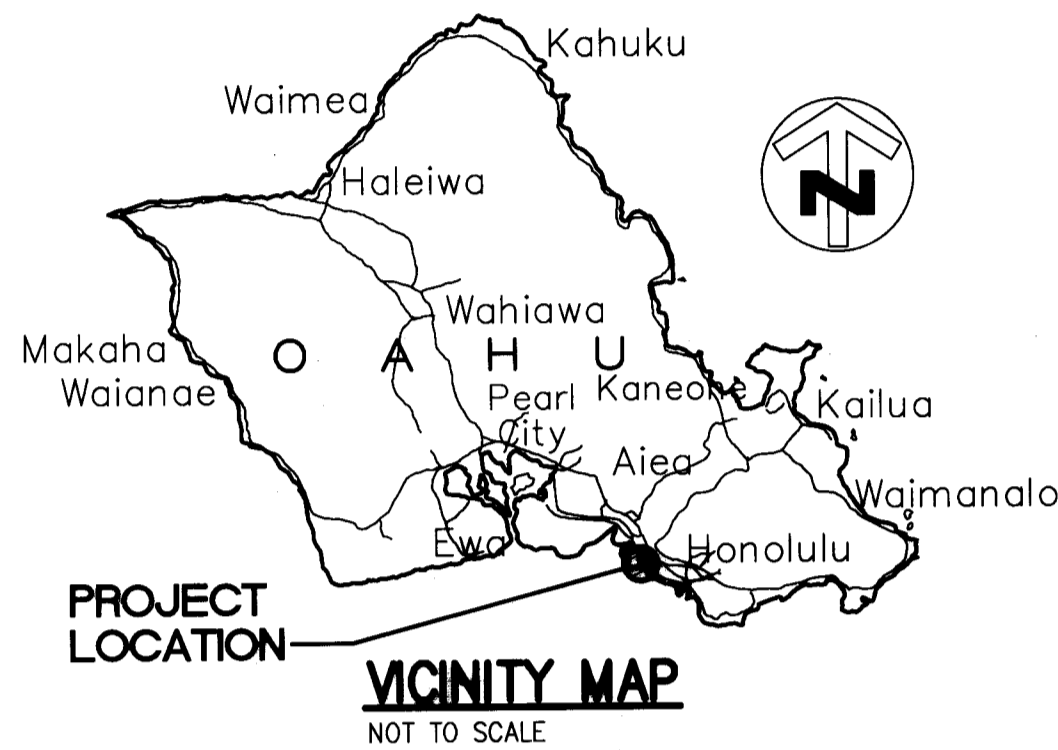 Kahuku
Waimea
Haleiwa
N
Wahiawa
Makaha
O A H U
Waianae
Pearl
City
Kaneohe
Kailua
Aiea
Waimanalo
Ewa
Honolulu
PROJECT
LOCATION
VICINITY MAP
NOT TO SCALE